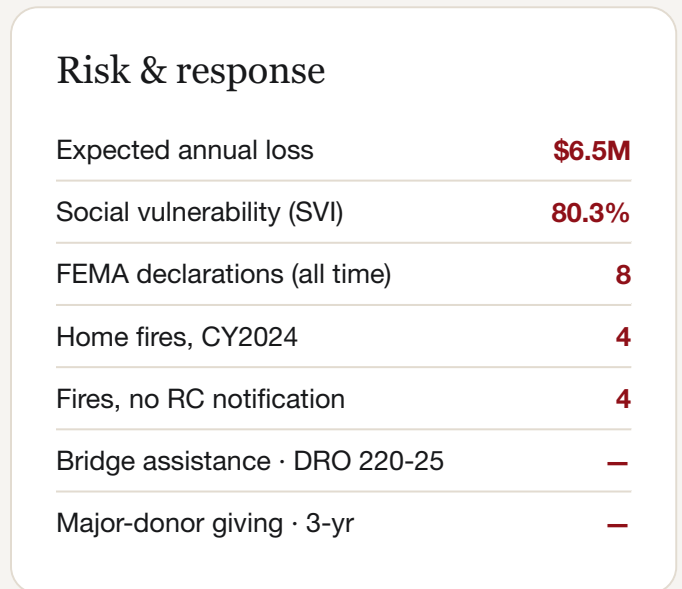 Risk & response
Expected annual loss $6.5M
Social vulnerability (SVI) 80.3%
FEMA declarations (all time) 8
Home fires, CY2024 4
Fires, no RC notification 4
Bridge assistance · DRO 220-25 –
Major-donor giving · 3-yr –